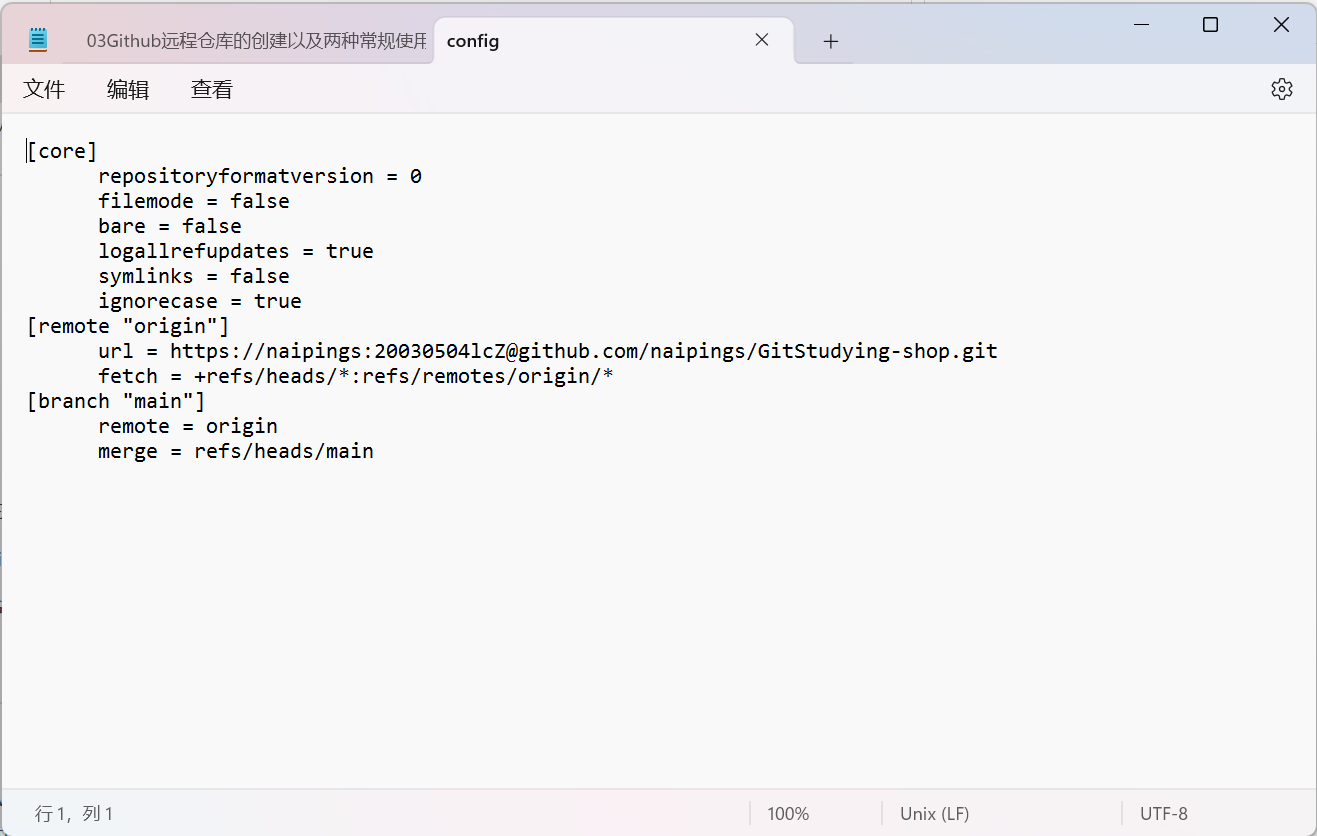 03Github远程仓库的创建以及两种常规使用
config
文件 编辑 查看
[core]
repositoryformatversion = 0
filemode = false
bare = false
logallrefupdates = true
symlinks = false
ignorecase = true
[remote "origin"]
url = https://naipings:20030504lcZ@github.com/naipings/GitStudying-shop.git
fetch = +refs/heads/*:refs/remotes/origin/*
[branch "main"]
remote = origin
merge = refs/heads/main
行 1，列 1 100% Unix (LF) UTF-8